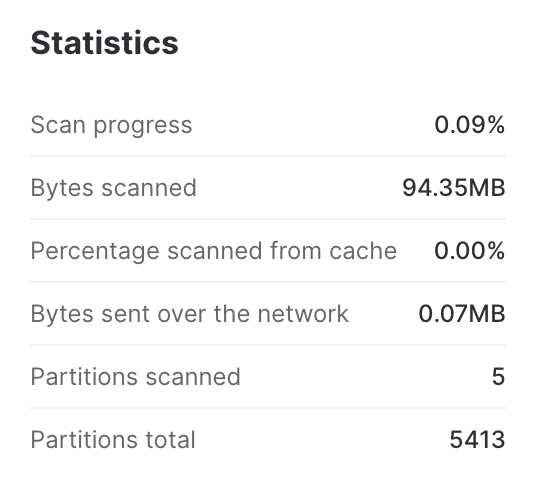 Statistics
Scan progress 0.09%
Bytes scanned 94.35MB
Percentage scanned from cache 0.00%
Bytes sent over the network 0.07MB
Partitions scanned 5
Partitions total 5413